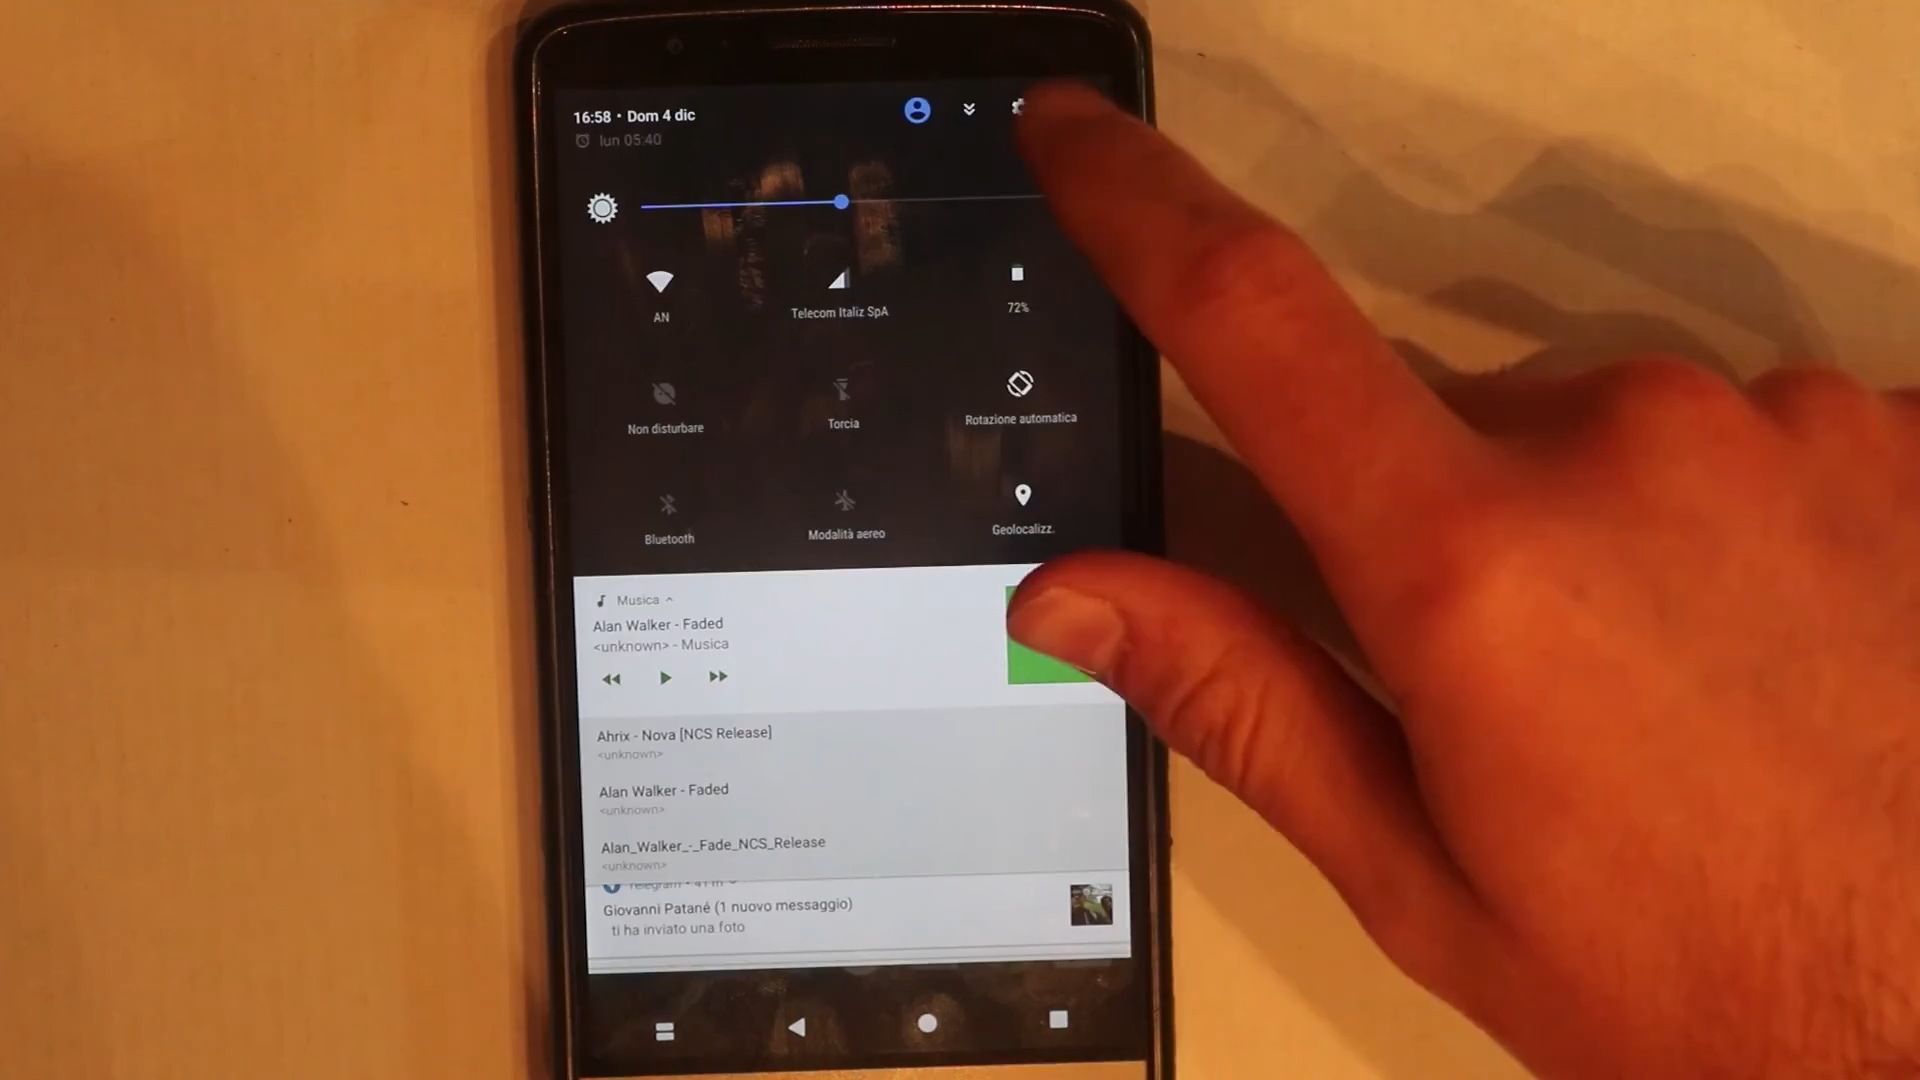 16:58 • Dom 4 dic
lun 05:40
AN
Telecom Italiz SpA
72%
Non disturbare
Torcia
Rotazione automatica
Bluetooth
Modalità aereo
Geolocalizz.
Musica
Alan Walker - Faded
<unknown> - Musica
Ahrix - Nova [NCS Release]
<unknown>
Alan Walker - Faded
<unknown>
Alan_Walker_-_Fade_NCS_Release
<unknown>
Telegram
Giovanni Patané (1 nuovo messaggio)
ti ha inviato una foto